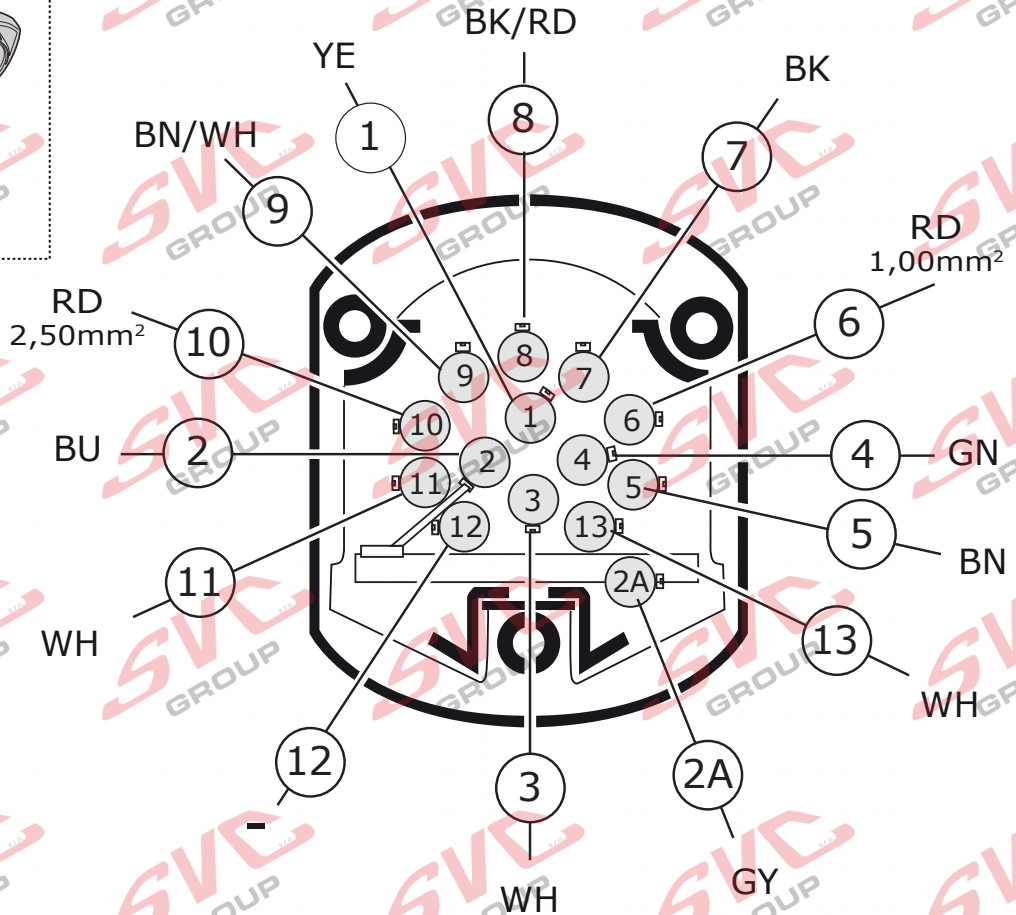 BK/RD
YE
8
BK
1
BN/WH
7
9
RD
1,00mm²
RD
2,50mm²
6
10
8
9
7
10
1
6
BU
2
2
4
4
GN
11
3
5
5
12
13
BN
11
2A
WH
13
WH
12
3
2A
-
WH
GY
SVC
s.r.o.
GROUP